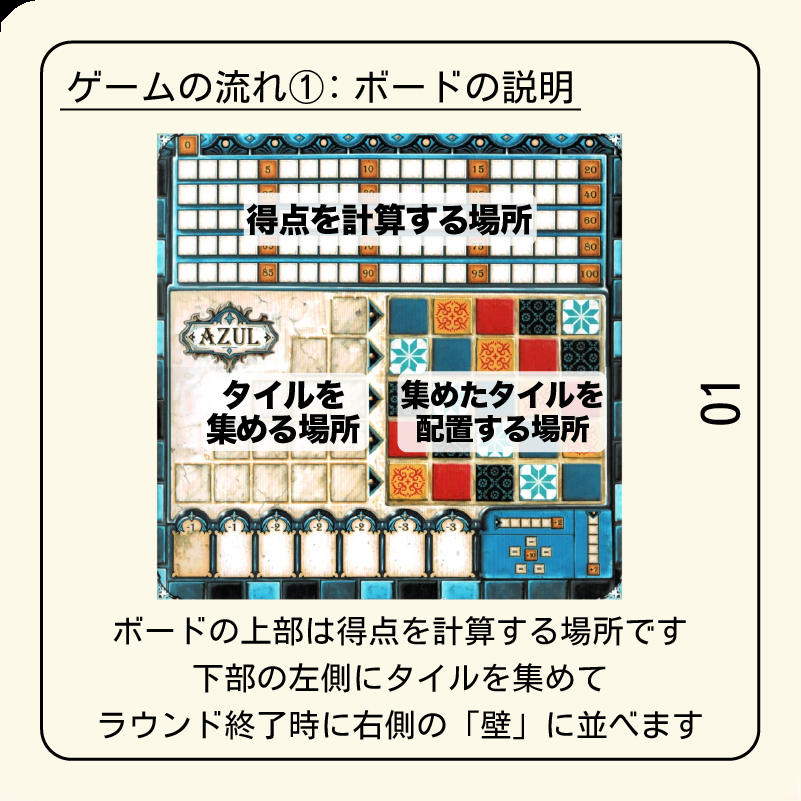 ゲームの流れ①: ボードの説明
0
5 10 15 20
40
得点を計算する場所
60
80
85 90 95 100
AZUL
タイルを
集める場所
集めたタイルを
配置する場所
01
-1 -1 -2 -2 -2 -3 -3
ボードの上部は得点を計算する場所です
下部の左側にタイルを集めて
ラウンド終了時に右側の「壁」に並べます